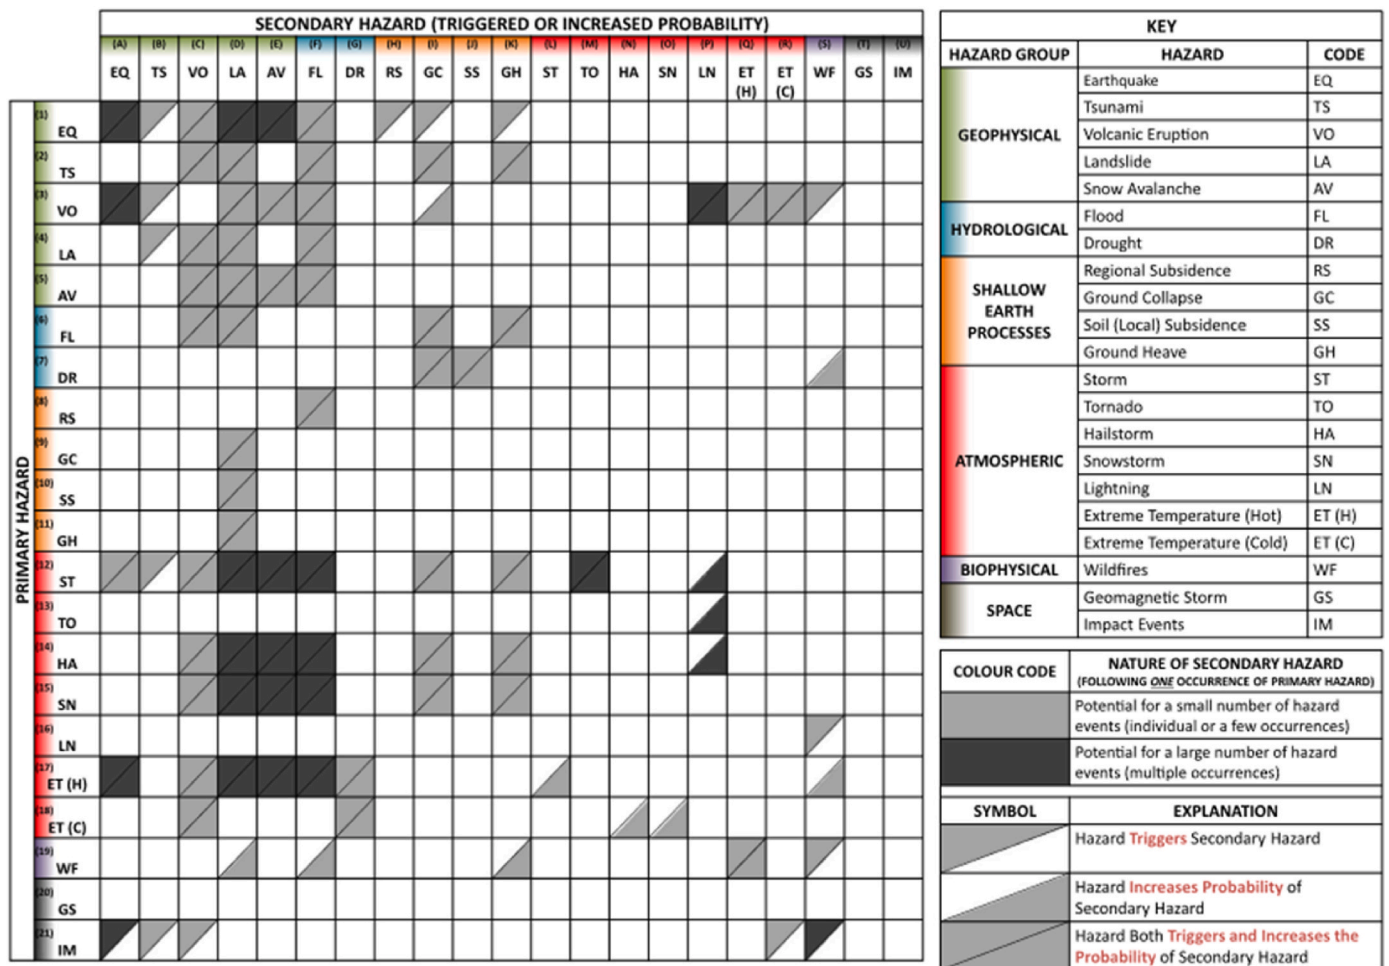 SECONDARY HAZARD (TRIGGERED OR INCREASED PROBABILITY)
(A) (B) (C) (D) (E) (F) (G) (H) (I) (J) (K) (L) (M) (N) (O) (P) (Q) (R) (S) (T) (U)
EQ TS VO LA AV FL DR RS GC SS GH ST TO HA SN LN ET (H) ET (C) WF GS IM
PRIMARY HAZARD
(1) EQ
(2) TS
(3) VO
(4) LA
(5) AV
(6) FL
(7) DR
(8) RS
(9) GC
(10) SS
(11) GH
(12) ST
(13) TO
(14) HA
(15) SN
(16) LN
(17) ET (H)
(18) ET (C)
(19) WF
(20) GS
(21) IM
KEY
HAZARD GROUP HAZARD CODE
GEOPHYSICAL
Earthquake EQ
Tsunami TS
Volcanic Eruption VO
Landslide LA
Snow Avalanche AV
HYDROLOGICAL
Flood FL
Drought DR
SHALLOW
EARTH
PROCESSES
Regional Subsidence RS
Ground Collapse GC
Soil (Local) Subsidence SS
Ground Heave GH
ATMOSPHERIC
Storm ST
Tornado TO
Hailstorm HA
Snowstorm SN
Lightning LN
Extreme Temperature (Hot) ET (H)
Extreme Temperature (Cold) ET (C)
BIOPHYSICAL Wildfires WF
SPACE
Geomagnetic Storm GS
Impact Events IM
COLOUR CODE
NATURE OF SECONDARY HAZARD
(FOLLOWING ONE OCCURRENCE OF PRIMARY HAZARD)
Potential for a small number of hazard
events (individual or a few occurrences)
Potential for a large number of hazard
events (multiple occurrences)
SYMBOL EXPLANATION
Hazard Triggers Secondary Hazard
Hazard Increases Probability of
Secondary Hazard
Hazard Both Triggers and Increases the
Probability of Secondary Hazard